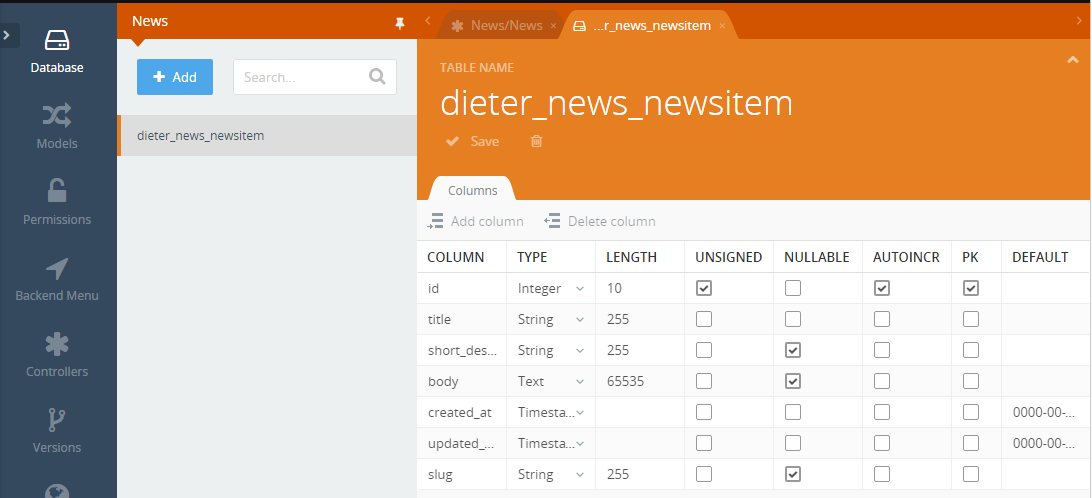 Database
Models
Permissions
Backend Menu
Controllers
Versions
News
Add
Search...
dieter_news_newsitem
News/News ×
...r_news_newsitem ×
TABLE NAME
dieter_news_newsitem
Save
Columns
Add column Delete column
COLUMN TYPE LENGTH UNSIGNED NULLABLE AUTOINCR PK DEFAULT
id Integer 10
title String 255
short_des... String 255
body Text 65535
created_at Timesta... 0000-00-...
updated_... Timesta... 0000-00-...
slug String 255